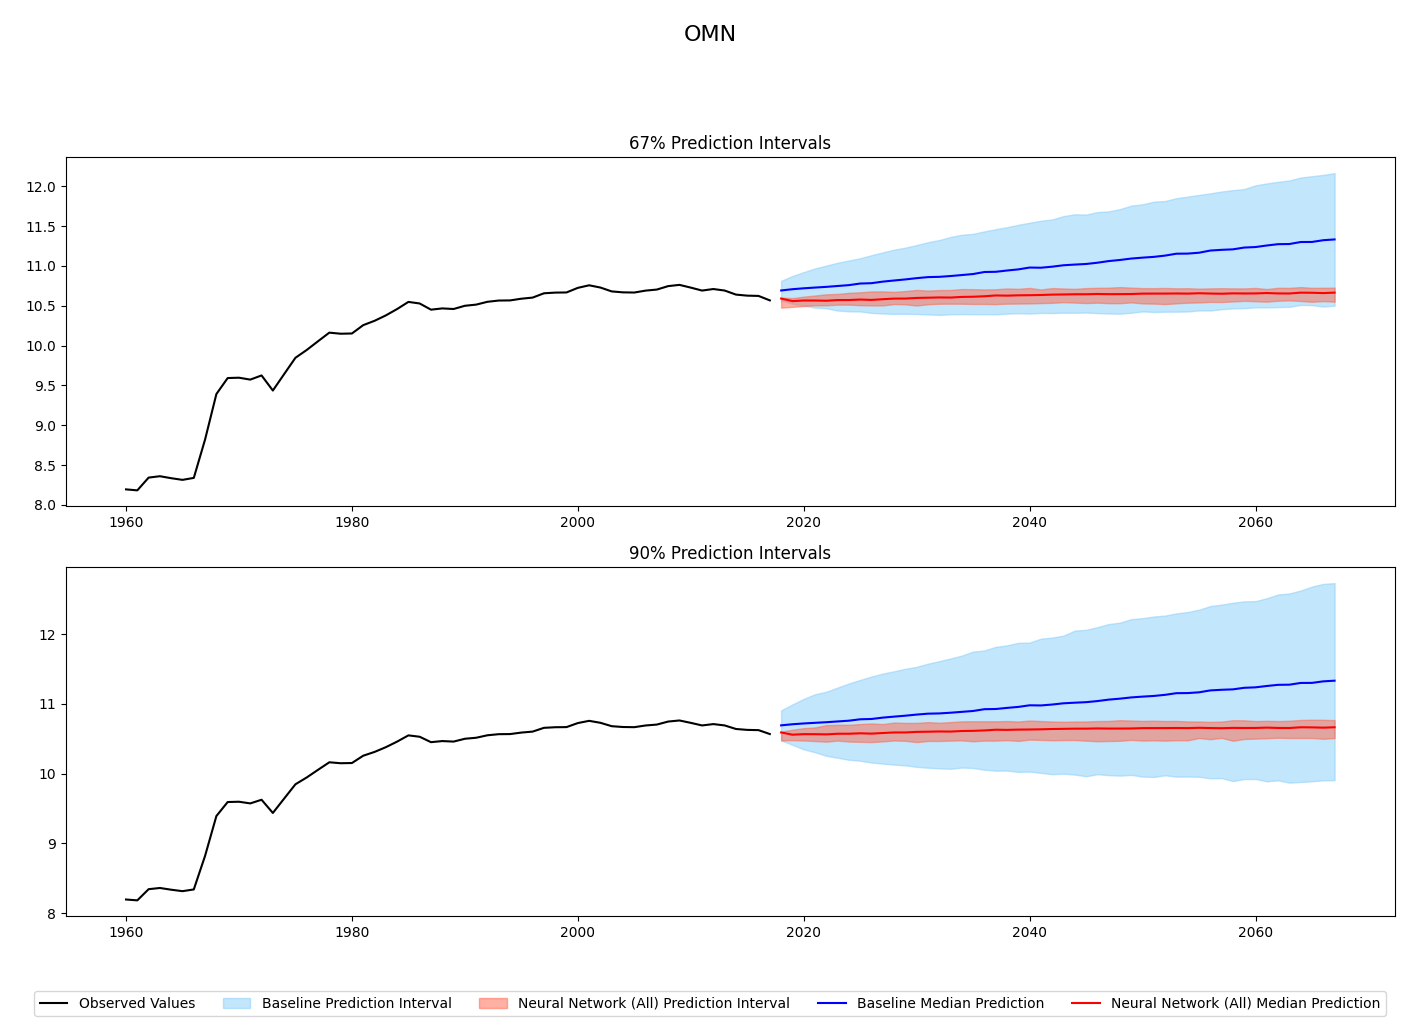 OMN
67% Prediction Intervals
12.0
11.5
11.0
10.5
10.0
9.5
9.0
8.5
8.0
1960 1980 2000 2020 2040 2060
90% Prediction Intervals
12
11
10
9
8
1960 1980 2000 2020 2040 2060
Observed Values Baseline Prediction Interval Neural Network (All) Prediction Interval Baseline Median Prediction Neural Network (All) Median Prediction